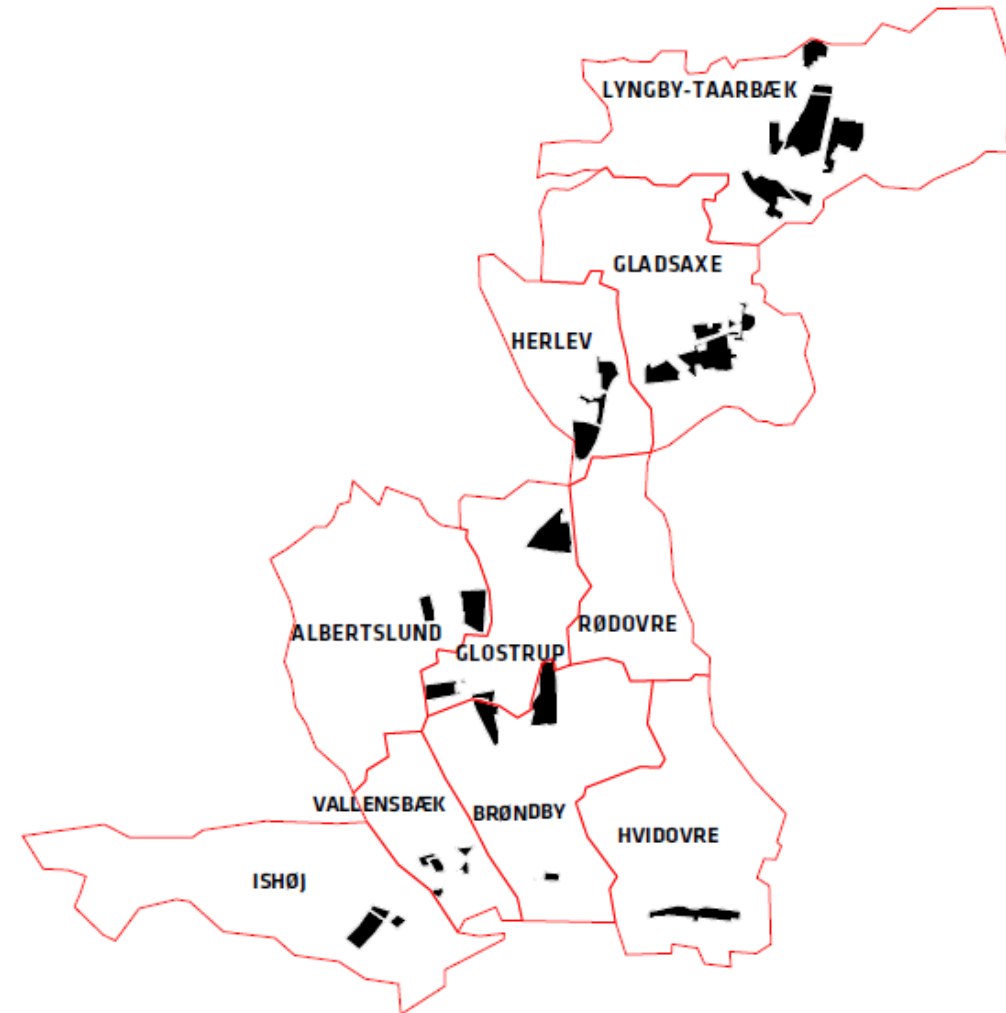 LYNGBY-TAARBÆK
GLADSAXE
HERLEV
RØDOVRE
ALBERTSLUND
GLOSTRUP
VALLENSBÆK
BRØNDBY
HVIDOVRE
ISHØJ